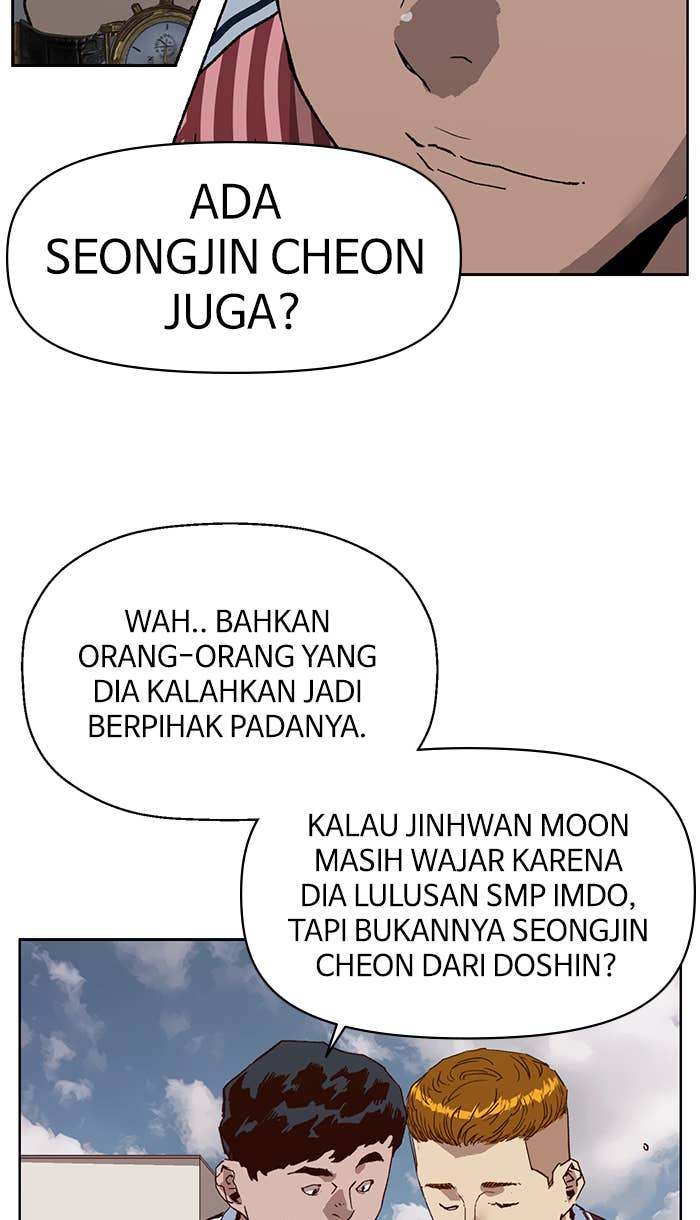 ADA
SEONGJIN CHEON
JUGA?
WAH.. BAHKAN
ORANG-ORANG YANG
DIA KALAHKAN JADI
BERPIHAK PADANYA.
KALAU JINHWAN MOON
MASIH WAJAR KARENA
DIA LULUSAN SMP IMDO,
TAPI BUKANNYA SEONGJIN
CHEON DARI DOSHIN?